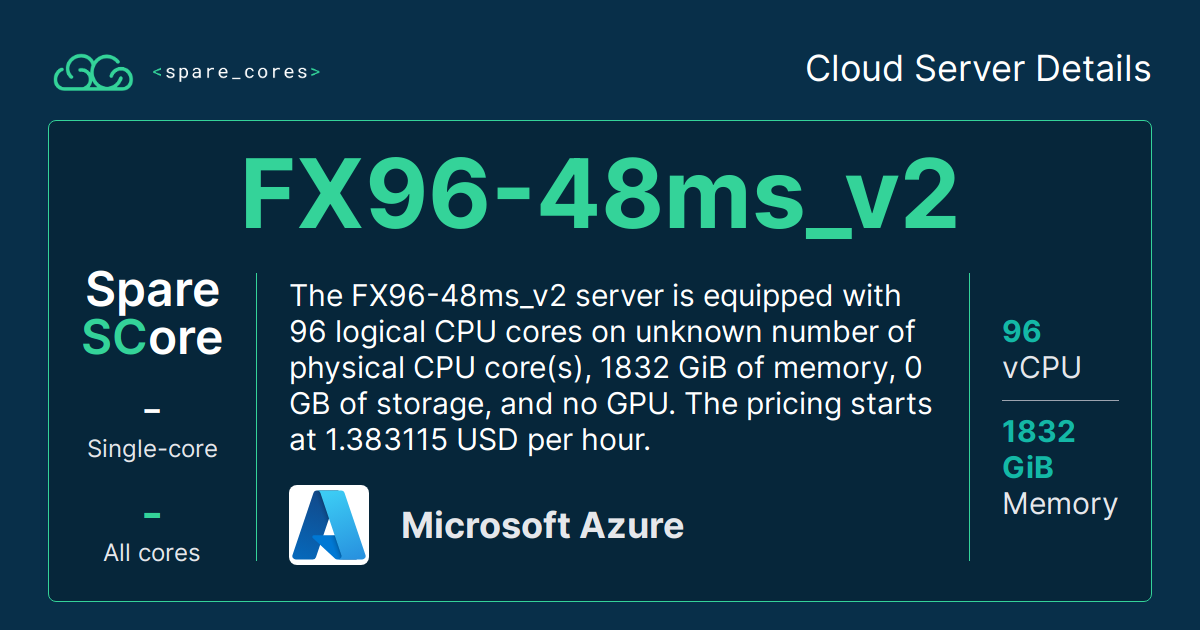 <spare_cores>
Cloud Server Details
FX96-48ms_v2
Spare
SCore
–
Single-core
–
All cores
The FX96-48ms_v2 server is equipped with
96 logical CPU cores on unknown number of
physical CPU core(s), 1832 GiB of memory, 0
GB of storage, and no GPU. The pricing starts
at 1.383115 USD per hour.
Microsoft Azure
96
vCPU
1832
GiB
Memory